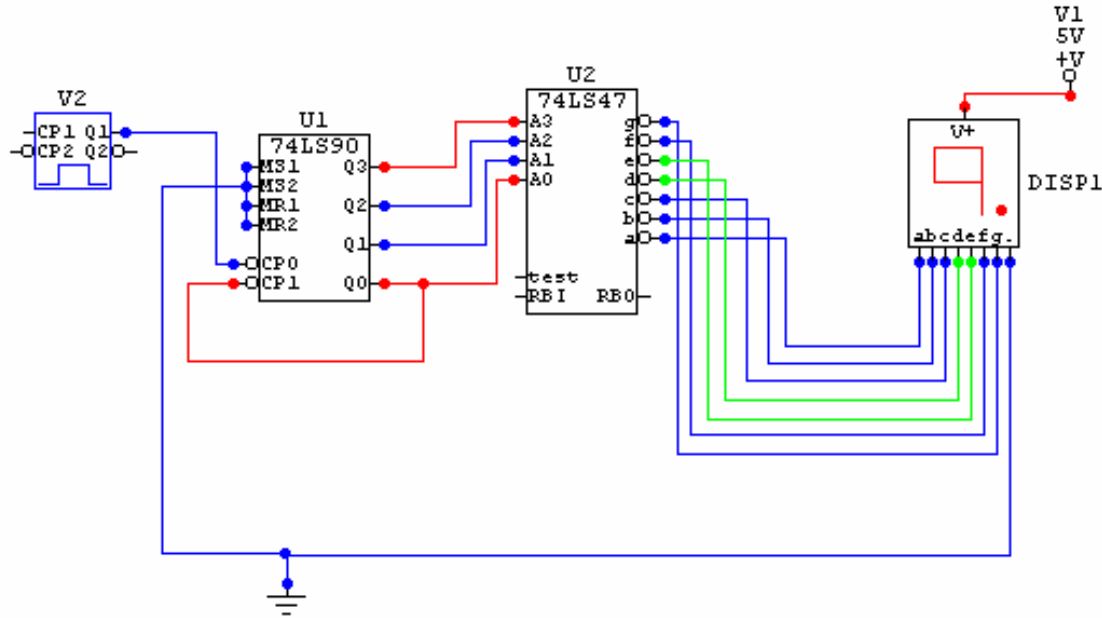 V1
5V
+V
V2
CP1 Q1
CP2 Q2
U1
74LS90
MS1 Q3
MS2
MR1 Q2
MR2
Q1
CP0
CP1 Q0
U2
74LS47
A3 g
A2 f
A1 e
A0 d
c
b
a
test
RBI RBO
V+
DISP1
abcdefg.